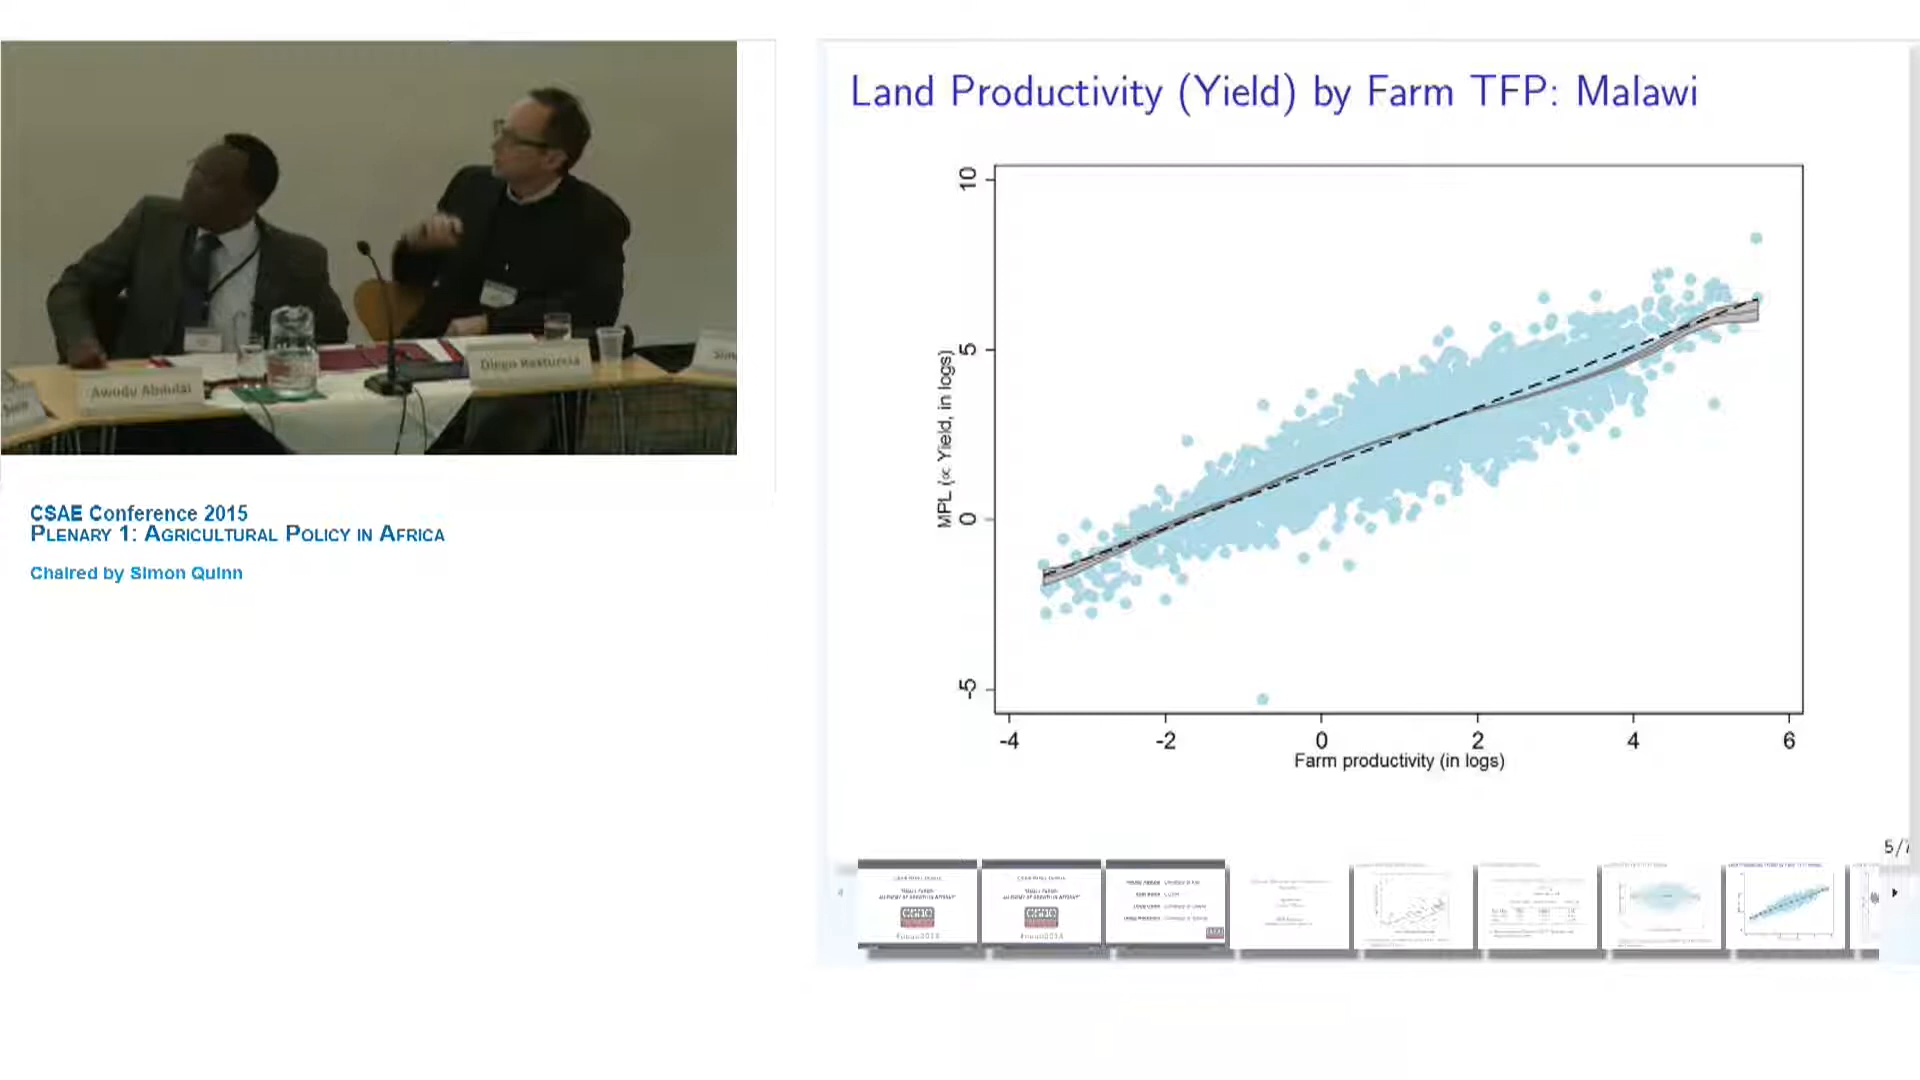 Awudu Abdulai
Diego Restuccia
CSAE Conference 2015
PLENARY 1: AGRICULTURAL POLICY IN AFRICA
Chaired by Simon Quinn
Land Productivity (Yield) by Farm TFP: Malawi
MPL (∝ Yield, in logs)
10
5
0
-5
-4 -2 0 2 4 6
Farm productivity (in logs)
5/7